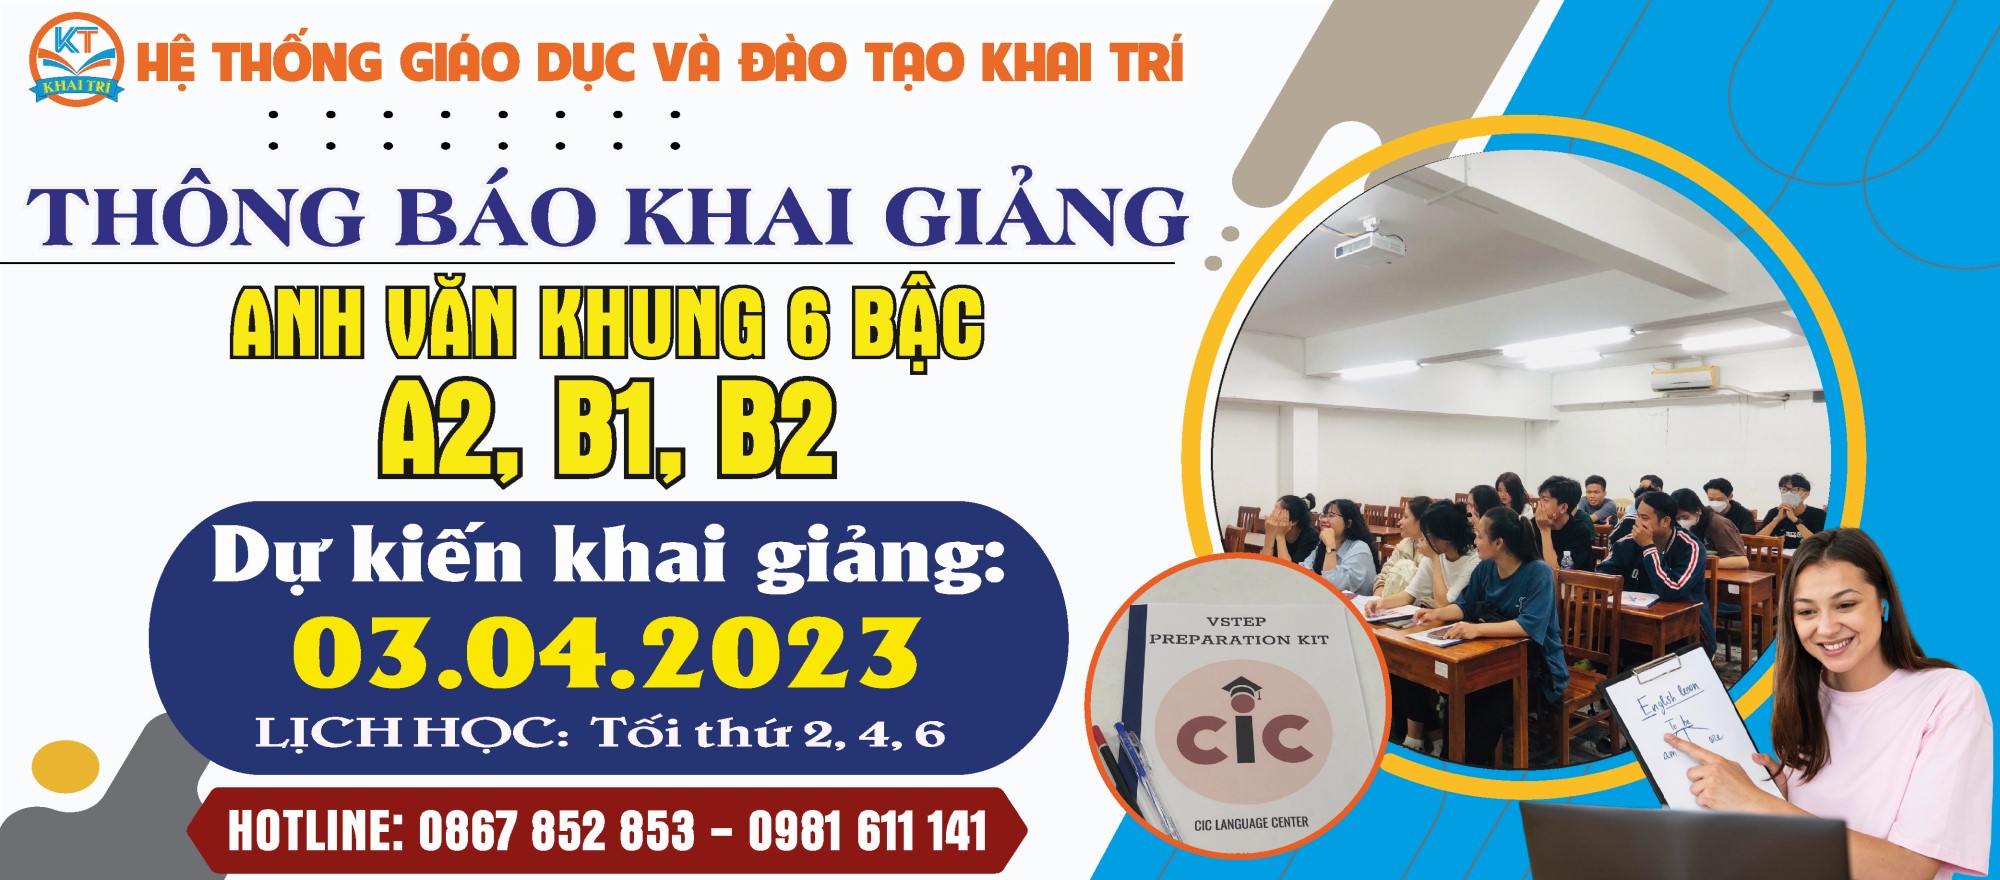 KT
KHAI TRÍ
HỆ THỐNG GIÁO DỤC VÀ ĐÀO TẠO KHAI TRÍ
THÔNG BÁO KHAI GIẢNG
ANH VĂN KHUNG 6 BẬC
A2, B1, B2
Dự kiến khai giảng:
03.04.2023
LỊCH HỌC: Tối thứ 2, 4, 6
HOTLINE: 0867 852 853 - 0981 611 141
VSTEP
PREPARATION KIT
CIC
CIC LANGUAGE CENTER
English lesson
To be
am are